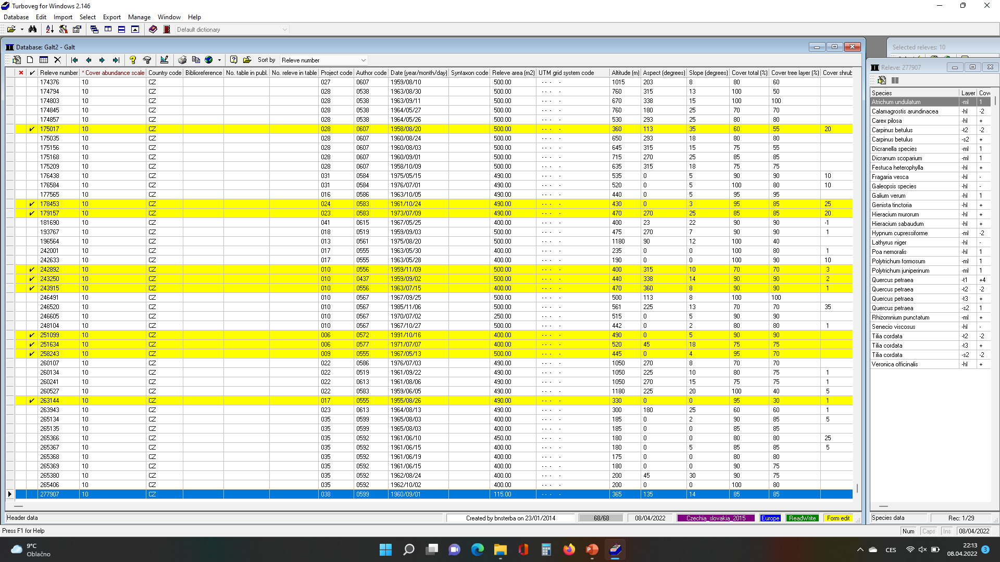 Turboveg for Windows 2.146
Database Edit Import Select Export Manage Window Help
Default dictionary
Database: Galt2 - Galt
Selected releves: 10
Sort by Releve number
Releve: 277907
Releve number * Cover abundance scale Country code Biblioreference No. table in publ. No. releve in table Project code Author code Date (year/month/day) Syntaxon code Releve area (m2) UTM grid system code Altitude (m) Aspect (degrees) Slope (degrees) Cover total (%) Cover tree layer (%) Cover shrub
174376 10 CZ 027 0607 1959/08/10 500.00 -- - - 1015 203 8 80 60
174794 10 CZ 028 0538 1963/08/30 500.00 -- - - 760 315 13 100 50
174803 10 CZ 028 0538 1963/09/11 500.00 -- - - 670 338 15 100 100
174845 10 CZ 028 0538 1964/05/27 500.00 -- - - 760 180 25 70 70
174857 10 CZ 028 0538 1964/05/26 500.00 -- - - 530 293 25 80 80
✓ 175017 10 CZ 028 0607 1958/08/20 500.00 -- - - 360 113 35 60 55 20
175035 10 CZ 028 0607 1960/08/24 500.00 -- - - 650 293 18 80 80
175156 10 CZ 028 0607 1960/08/03 500.00 -- - - 645 315 15 75 55
175168 10 CZ 028 0607 1960/09/01 500.00 -- - - 715 270 25 85 85
175209 10 CZ 028 0607 1958/10/09 500.00 -- - - 635 315 18 75 75
176438 10 CZ 031 0584 1975/05/15 490.00 -- - - 535 0 5 90 90 10
176584 10 CZ 031 0584 1976/07/01 490.00 -- - - 520 0 5 100 80 10
177565 10 CZ 016 0586 1963/10/05 490.00 -- - - 440 0 5 95 95
✓ 178453 10 CZ 024 0583 1961/10/24 490.00 -- - - 430 0 3 95 85 25
✓ 179157 10 CZ 023 0583 1973/07/09 490.00 -- - - 470 270 25 85 85 20
181690 10 CZ 041 0615 1967/05/25 400.00 -- - - 400 23 22 90 90 -1
193767 10 CZ 018 0519 1959/09/03 500.00 -- - - 475 270 7 90 90 1
196564 10 CZ 013 0561 1975/08/20 500.00 -- - - 1180 90 12 100 40
242001 10 CZ 017 0555 1963/05/30 400.00 -- - - 235 0 0 100 80 1
242633 10 CZ 017 0555 1963/05/28 400.00 -- - - 190 0 0 100 90 10
✓ 242892 10 CZ 010 0556 1959/11/09 500.00 -- - - 400 315 10 70 70 3
✓ 243250 10 CZ 010 0437 1959/09/02 500.00 -- - - 440 338 14 90 90 2
✓ 243915 10 CZ 010 0556 1963/07/15 400.00 -- - - 470 360 8 90 90 1
246491 10 CZ 010 0567 1967/09/25 500.00 -- - - 500 113 8 100 100
246520 10 CZ 010 0567 1985/11/06 500.00 -- - - 561 225 13 70 70 35
246605 10 CZ 010 0567 1970/07/02 250.00 -- - - 515 0 5 90 90
248104 10 CZ 010 0567 1967/10/27 500.00 -- - - 442 0 2 80 80 1
✓ 251099 10 CZ 006 0572 1991/10/16 400.00 -- - - 490 0 5 90 90
✓ 251634 10 CZ 006 0577 1971/07/07 400.00 -- - - 520 45 18 75 75
✓ 258243 10 CZ 009 0555 1967/05/13 500.00 -- - - 445 0 4 95 70
260107 10 CZ 022 0586 1976/07/03 490.00 -- - - 1050 270 8 70 70
260134 10 CZ 022 0519 1961/09/22 490.00 -- - - 1050 225 10 80 75 1
260241 10 CZ 022 0613 1961/08/06 490.00 -- - - 1050 270 15 75 75 1
260527 10 CZ 022 0583 1959/06/05 490.00 -- - - 1180 225 20 100 40 5
✓ 263144 10 CZ 017 0555 1955/08/26 490.00 -- - - 330 0 0 95 30 1
263943 10 CZ 023 0613 1964/08/13 490.00 -- - - 300 180 25 60 60 1
265134 10 CZ 035 0599 1965/08/03 400.00 -- - - 185 0 2 90 85 5
265135 10 CZ 035 0599 1965/08/03 400.00 -- - - 185 0 0 85 85
265366 10 CZ 035 0592 1961/06/10 450.00 -- - - 180 0 0 80 80 25
265367 10 CZ 035 0592 1961/06/15 400.00 -- - - 180 0 5 85 85 5
265368 10 CZ 035 0592 1961/06/19 400.00 -- - - 175 0 0 80 80
265369 10 CZ 035 0592 1961/06/15 400.00 -- - - 180 0 0 90 75
265380 10 CZ 035 0592 1962/08/24 400.00 -- - - 200 45 30 90 75
265406 10 CZ 035 0592 1962/10/02 400.00 -- - - 200 0 0 100 80
277907 10 CZ 038 0599 1960/09/01 115.00 -- - - 365 135 14 85 85
Species Layer Cov
Atrichum undulatum -ml 1
Calamagrostis arundinacea -hl -2
Carex pilosa -hl +
Carpinus betulus -t2 -2
Carpinus betulus -s2 +
Dicranella species -ml 1
Dicranum scoparium -ml 1
Festuca heterophylla -hl +
Fragaria vesca -hl -
Galeopsis species -hl -
Galium verum -hl 1
Genista tinctoria -hl +
Hieracium murorum -hl +
Hieracium sabaudum -hl +
Hypnum cupressiforme -ml -2
Lathyrus niger -hl -
Poa nemoralis -hl 1
Polytrichum formosum -ml 1
Polytrichum juniperinum -ml 1
Quercus petraea -t1 +4
Quercus petraea -t2 -2
Quercus petraea -t3 +
Quercus petraea -s2 1
Rhizomnium punctatum -ml +
Senecio viscosus -hl -
Tilia cordata -t2 -2
Tilia cordata -t3 +
Tilia cordata -s2 -2
Veronica officinalis -hl +
Header data Created by bnsterba on 23/01/2014 68/68 08/04/2022 Czechia_slovakia_2015 Europe ReadWrite Form edit
Species data Rec: 1/29
Press F1 for Help Num Caps Ins 08/04/2022
9°C
Oblačno
CES
22:13
08.04.2022
3